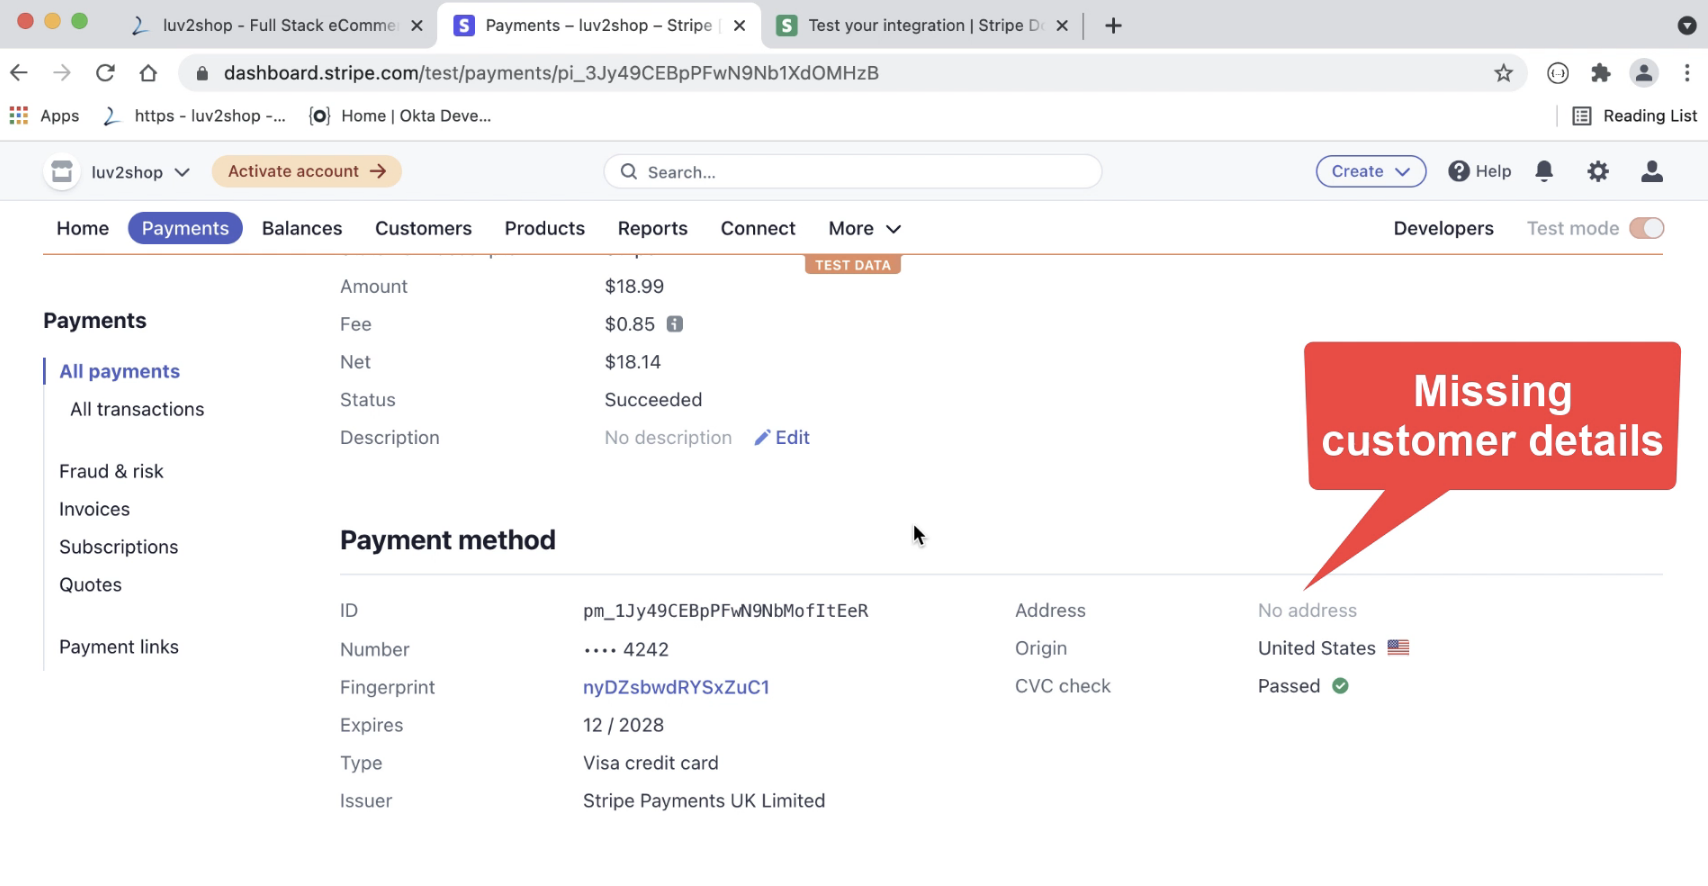 luv2shop - Full Stack eComme
Payments – luv2shop – Stripe
Test your integration | Stripe Do
dashboard.stripe.com/test/payments/pi_3Jy49CEBpPFwN9Nb1XdOMHzB
Apps
https - luv2shop -...
Home | Okta Deve...
Reading List
luv2shop
Activate account →
Search...
Create
Help
Home
Payments
Balances
Customers
Products
Reports
Connect
More
Developers
Test mode
TEST DATA
Payments
All payments
All transactions
Fraud & risk
Invoices
Subscriptions
Quotes
Payment links
Amount $18.99
Fee $0.85
Net $18.14
Status Succeeded
Description No description Edit
Missing
customer details
Payment method
ID pm_1Jy49CEBpPFwN9NbMofItEeR
Number •••• 4242
Fingerprint nyDZsbwdRYSxZuC1
Expires 12 / 2028
Type Visa credit card
Issuer Stripe Payments UK Limited
Address No address
Origin United States
CVC check Passed